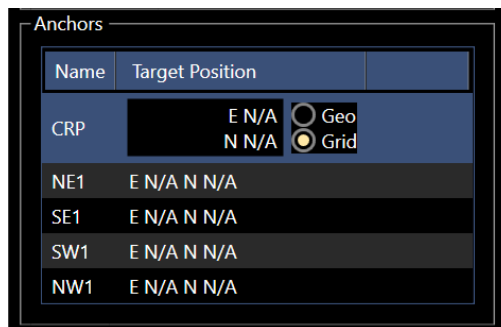 Anchors
Name Target Position
CRP E N/A Geo
N N/A Grid
NE1 E N/A N N/A
SE1 E N/A N N/A
SW1 E N/A N N/A
NW1 E N/A N N/A